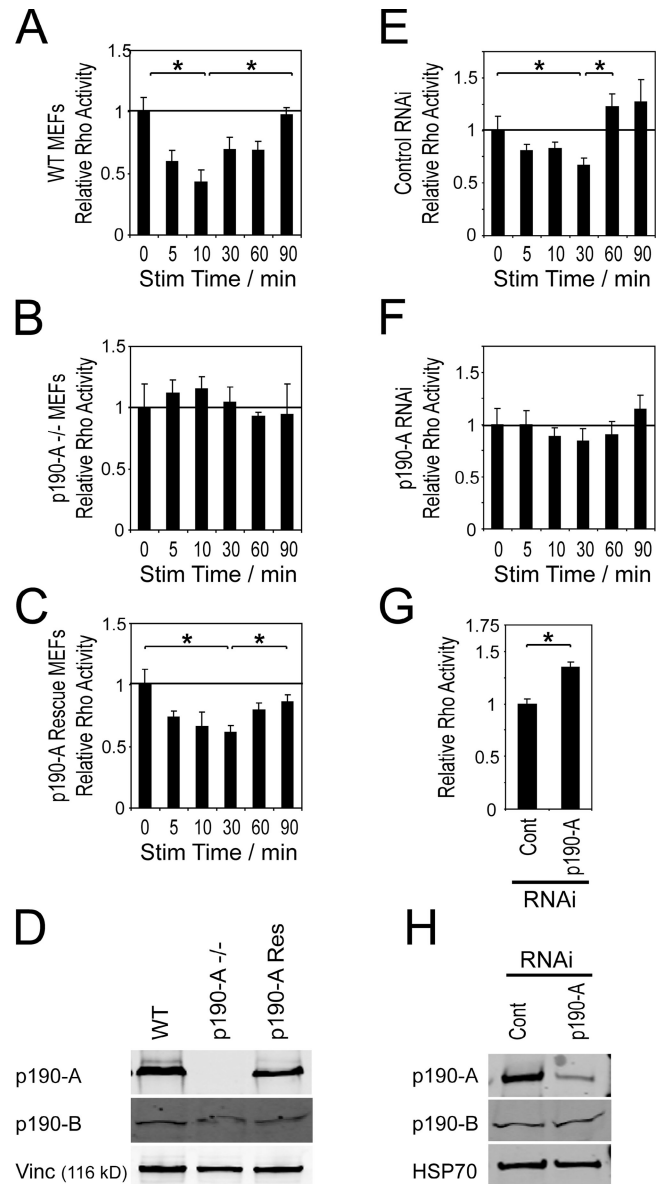 A
WT MEFs
Relative Rho Activity
1.5
1
0.5
0
*
*
0 5 10 30 60 90
Stim Time / min
B
p190-A -/- MEFs
Relative Rho Activity
1.5
1
0.5
0
0 5 10 30 60 90
Stim Time / min
C
p190-A Rescue MEFs
Relative Rho Activity
1.5
1
0.5
0
*
*
0 5 10 30 60 90
Stim Time / min
D
WT
p190-A -/-
p190-A Res
p190-A
p190-B
Vinc (116 kD)
E
Control RNAi
Relative Rho Activity
1.5
1
0.5
0
*
*
0 5 10 30 60 90
Stim Time / min
F
p190-A RNAi
Relative Rho Activity
1.5
1
0.5
0
0 5 10 30 60 90
Stim Time / min
G
Relative Rho Activity
1.75
1.5
1
0.5
0
*
Cont
p190-A
RNAi
H
RNAi
Cont
p190-A
p190-A
p190-B
HSP70